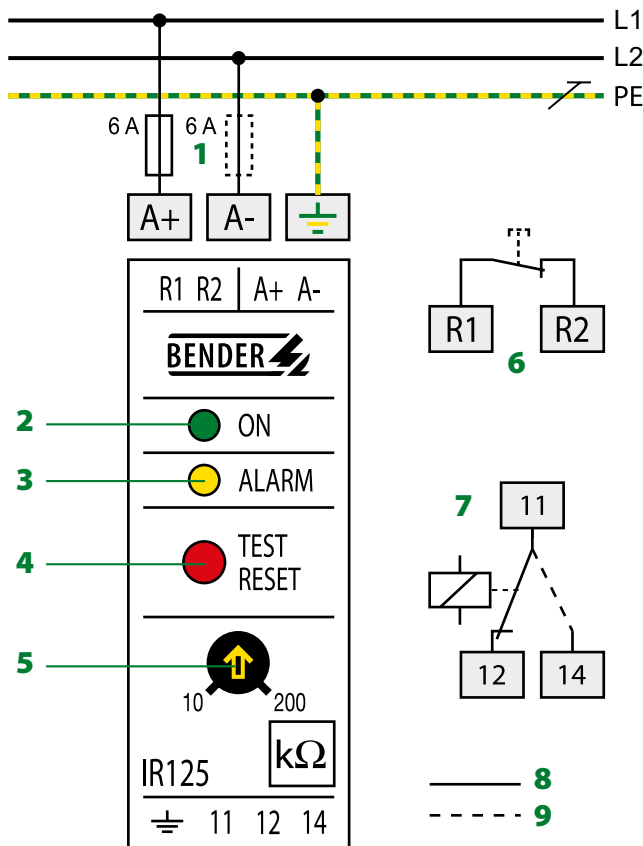 L1
L2
PE
6 A
6 A
1
A+
A-
R1 R2 A+ A-
BENDER
R1
R2
6
2
ON
3
ALARM
7
11
4
TEST
RESET
5
10
200
12
14
kΩ
IR125
8
9
11 12 14